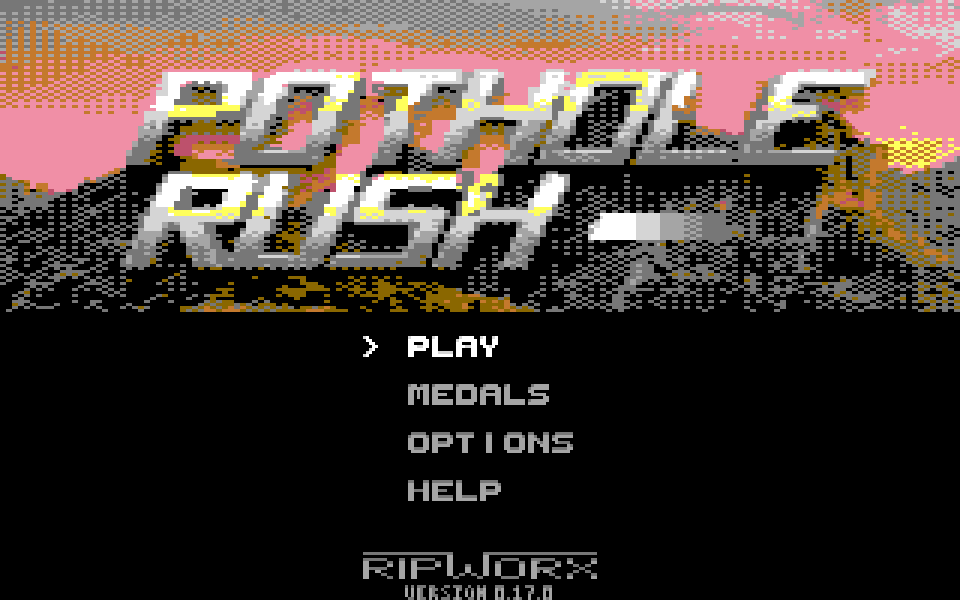 POTHOLE
RUSH
> PLAY
MEDALS
OPTIONS
HELP
RIPWORX
VERSION 0.17.0